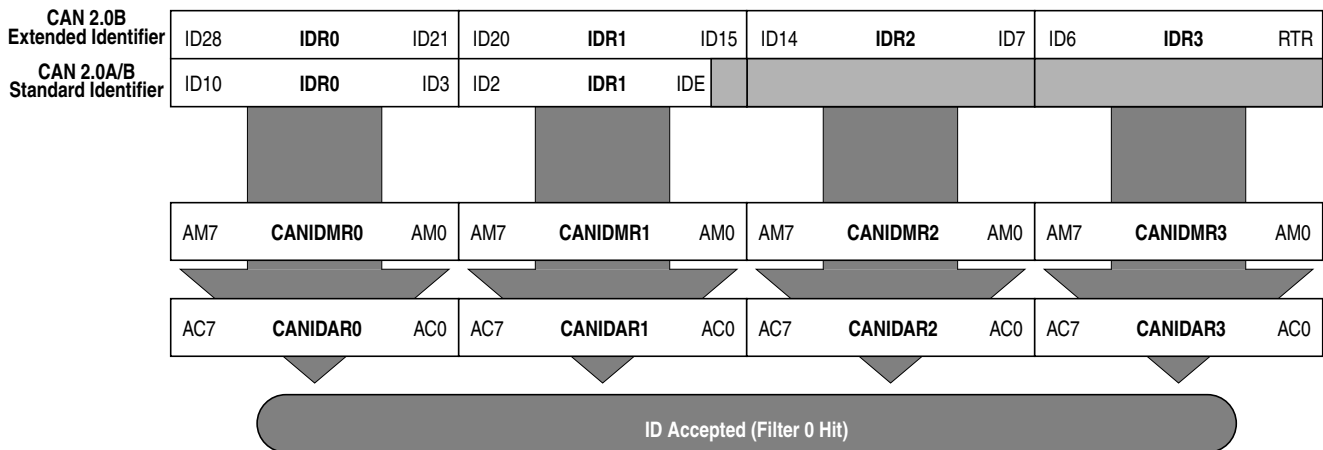 CAN 2.0B
Extended Identifier
ID28 IDR0 ID21 ID20 IDR1 ID15 ID14 IDR2 ID7 ID6 IDR3 RTR
CAN 2.0A/B
Standard Identifier
ID10 IDR0 ID3 ID2 IDR1 IDE
AM7 CANIDMR0 AM0 AM7 CANIDMR1 AM0 AM7 CANIDMR2 AM0 AM7 CANIDMR3 AM0
AC7 CANIDAR0 AC0 AC7 CANIDAR1 AC0 AC7 CANIDAR2 AC0 AC7 CANIDAR3 AC0
ID Accepted (Filter 0 Hit)